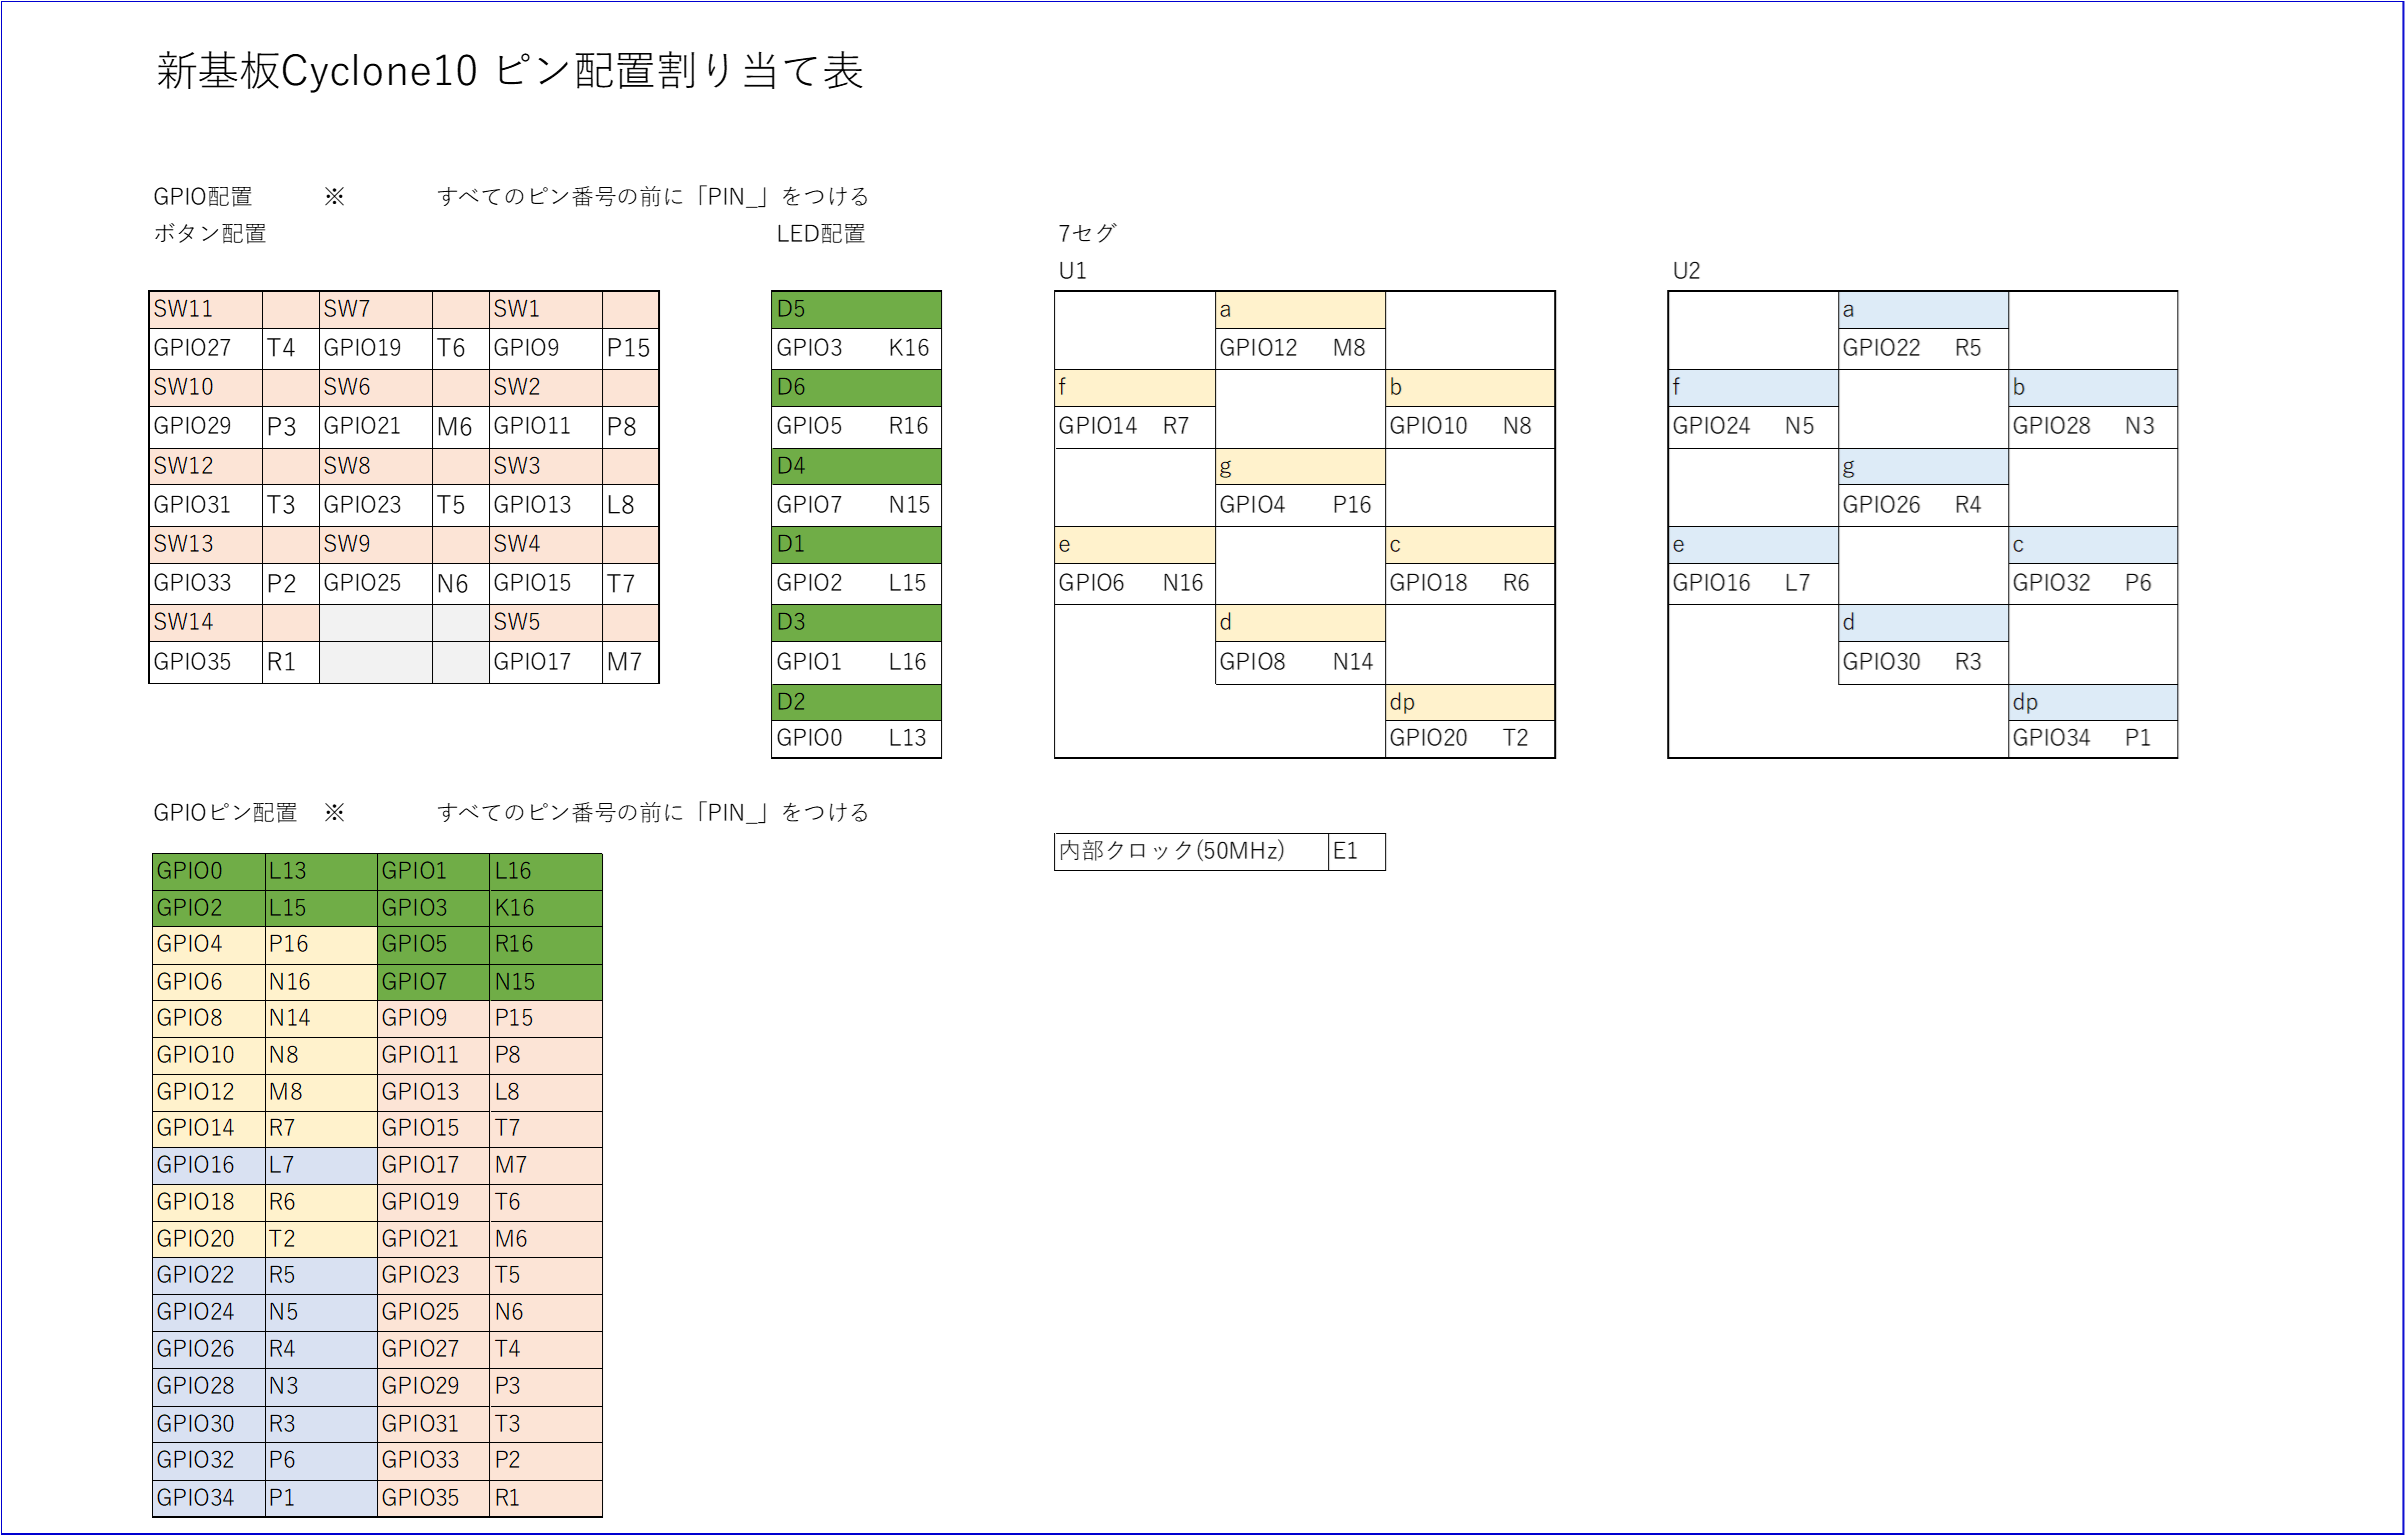 新基板Cyclone10 ピン配置割り当て表
GPIO配置 ※ すべてのピン番号の前に「PIN_」をつける
ボタン配置 LED配置 7セグ
U1 U2
SW11 SW7 SW1 D5 a a
GPIO27 T4 GPIO19 T6 GPIO9 P15 GPIO3 K16 GPIO12 M8 GPIO22 R5
SW10 SW6 SW2 D6 f b f b
GPIO29 P3 GPIO21 M6 GPIO11 P8 GPIO5 R16 GPIO14 R7 GPIO10 N8 GPIO24 N5 GPIO28 N3
SW12 SW8 SW3 D4 g g
GPIO31 T3 GPIO23 T5 GPIO13 L8 GPIO7 N15 GPIO4 P16 GPIO26 R4
SW13 SW9 SW4 D1 e c e c
GPIO33 P2 GPIO25 N6 GPIO15 T7 GPIO2 L15 GPIO6 N16 GPIO18 R6 GPIO16 L7 GPIO32 P6
SW14 SW5 D3 d d
GPIO35 R1 GPIO17 M7 GPIO1 L16 GPIO8 N14 GPIO30 R3
D2 dp dp
GPIO0 L13 GPIO20 T2 GPIO34 P1
GPIOピン配置 ※ すべてのピン番号の前に「PIN_」をつける
内部クロック(50MHz) E1
GPIO0 L13 GPIO1 L16
GPIO2 L15 GPIO3 K16
GPIO4 P16 GPIO5 R16
GPIO6 N16 GPIO7 N15
GPIO8 N14 GPIO9 P15
GPIO10 N8 GPIO11 P8
GPIO12 M8 GPIO13 L8
GPIO14 R7 GPIO15 T7
GPIO16 L7 GPIO17 M7
GPIO18 R6 GPIO19 T6
GPIO20 T2 GPIO21 M6
GPIO22 R5 GPIO23 T5
GPIO24 N5 GPIO25 N6
GPIO26 R4 GPIO27 T4
GPIO28 N3 GPIO29 P3
GPIO30 R3 GPIO31 T3
GPIO32 P6 GPIO33 P2
GPIO34 P1 GPIO35 R1